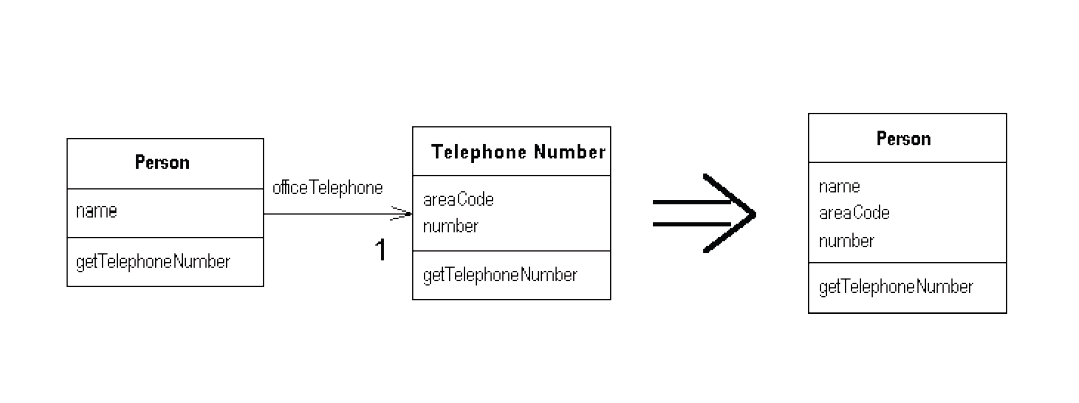 Person
name
getTelephoneNumber
officeTelephone
1
Telephone Number
areaCode
number
getTelephoneNumber
Person
name
areaCode
number
getTelephoneNumber